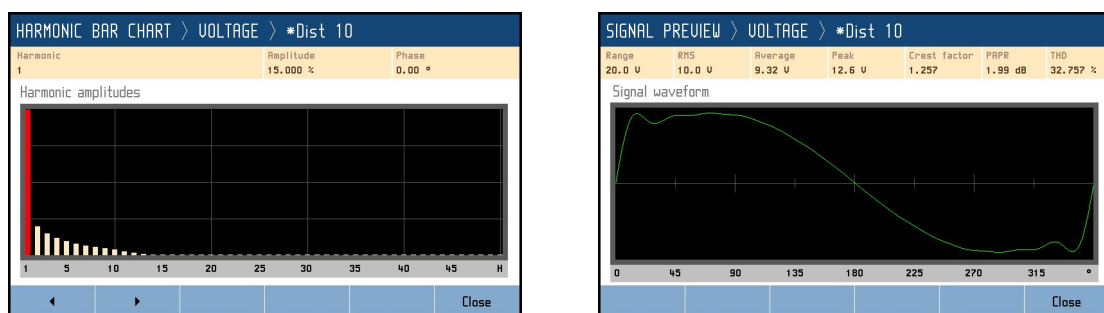 HARMONIC BAR CHART > VOLTAGE > *Dist 10
Harmonic Amplitude Phase
1 15.000 % 0.00 °
Harmonic amplitudes
1 5 10 15 20 25 30 35 40 45 H
Close
SIGNAL PREVIEW > VOLTAGE > *Dist 10
Range RMS Average Peak Crest factor PAPR THD
20.0 V 10.0 V 9.32 V 12.6 V 1.257 1.99 dB 32.757 %
Signal waveform
0 45 90 135 180 225 270 315 °
Close